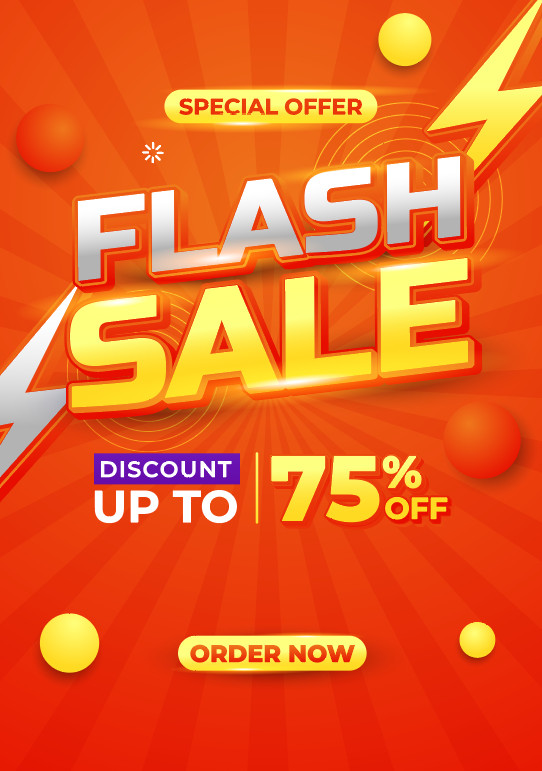 SPECIAL OFFER
FLASH
SALE
DISCOUNT
UP TO
75%
OFF
ORDER NOW